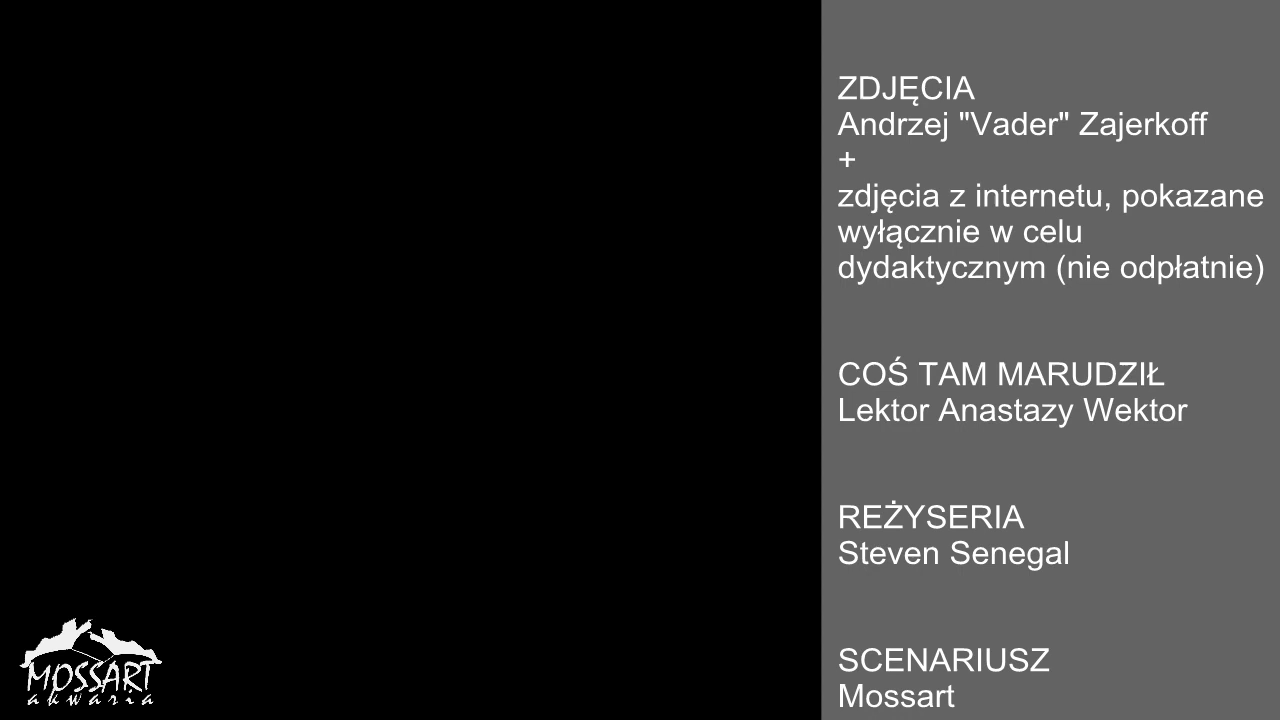 ZDJĘCIA
Andrzej "Vader" Zajerkoff
+
zdjęcia z internetu, pokazane
wyłącznie w celu
dydaktycznym (nie odpłatnie)
COŚ TAM MARUDZIŁ
Lektor Anastazy Wektor
REŻYSERIA
Steven Senegal
SCENARIUSZ
Mossart
MOSSART
akwaria